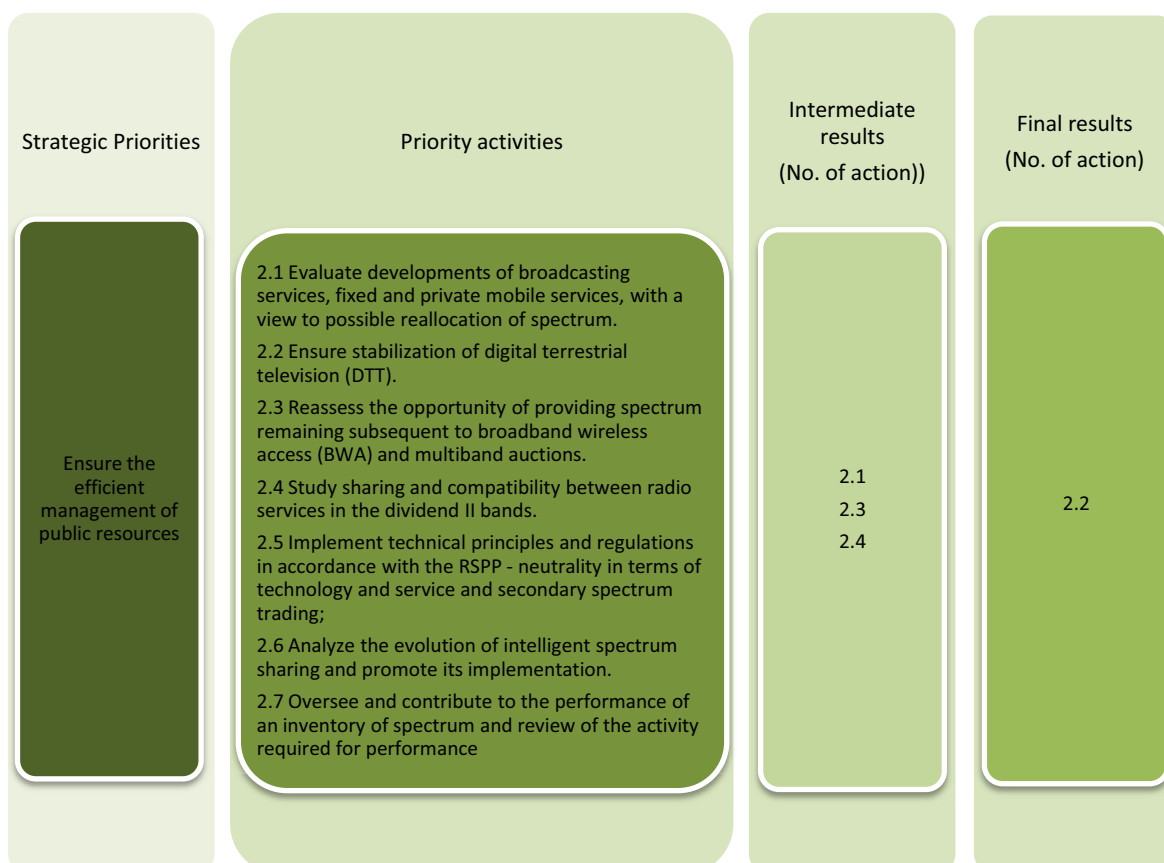 Strategic Priorities
Priority activities
Intermediate
results
(No. of action))
Final results
(No. of action)
Ensure the
efficient
management of
public resources
2.1 Evaluate developments of broadcasting
services, fixed and private mobile services, with a
view to possible reallocation of spectrum.
2.2 Ensure stabilization of digital terrestrial
television (DTT).
2.3 Reassess the opportunity of providing spectrum
remaining subsequent to broadband wireless
access (BWA) and multiband auctions.
2.4 Study sharing and compatibility between radio
services in the dividend II bands.
2.5 Implement technical principles and regulations
in accordance with the RSPP - neutrality in terms of
technology and service and secondary spectrum
trading;
2.6 Analyze the evolution of intelligent spectrum
sharing and promote its implementation.
2.7 Oversee and contribute to the performance of
an inventory of spectrum and review of the activity
required for performance
2.1
2.3
2.4
2.2